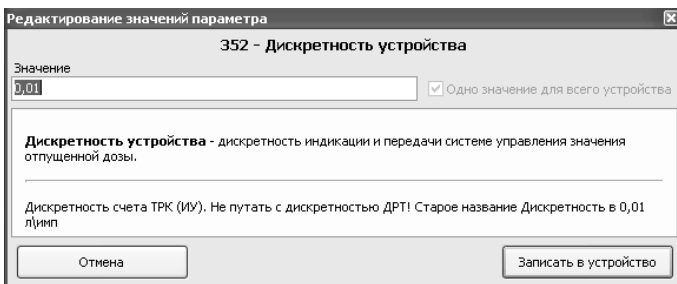 Редактирование значений параметра
352 - Дискретность устройства
Значение
0,01
Одно значение для всего устройства
Дискретность устройства - дискретность индикации и передачи системе управления значения
отпущенной дозы.
Дискретность счета ТРК (ИУ). Не путать с дискретностью ДРТ! Старое название Дискретность в 0,01
л\имп
Отмена
Записать в устройство